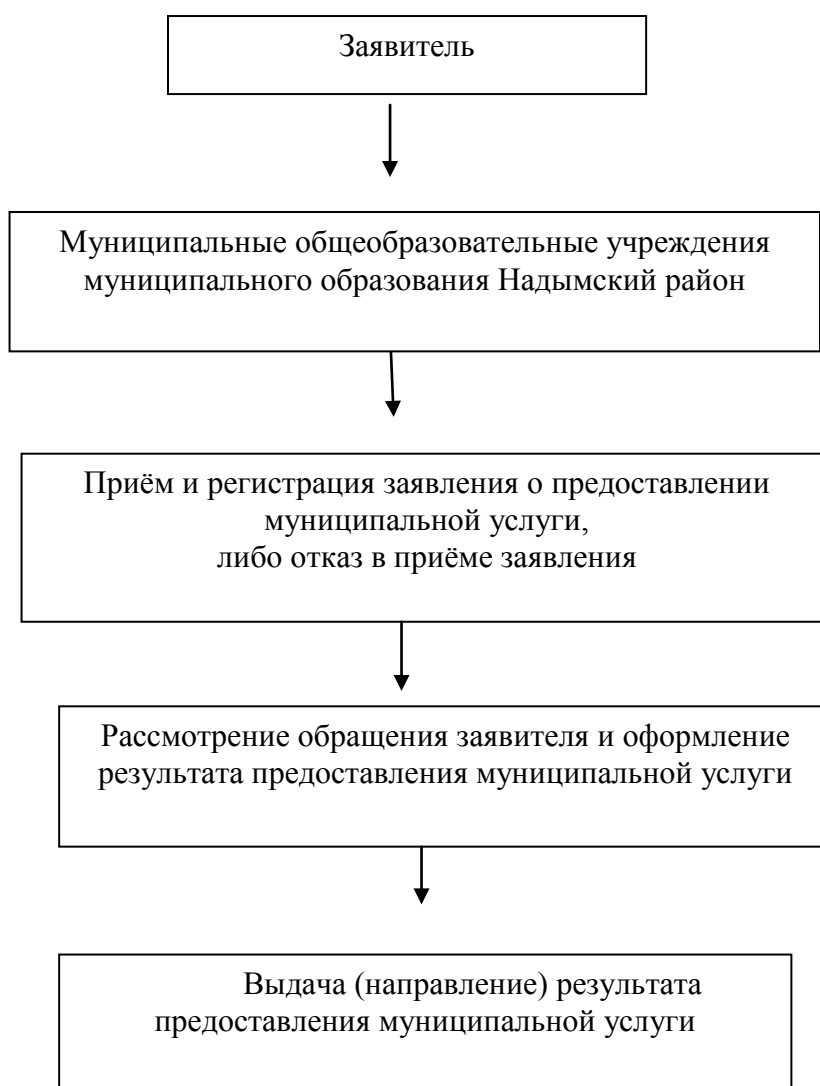 Заявитель
Муниципальные общеобразовательные учреждения
муниципального образования Надымский район
Приём и регистрация заявления о предоставлении
муниципальной услуги,
либо отказ в приёме заявления
Рассмотрение обращения заявителя и оформление
результата предоставления муниципальной услуги
Выдача (направление) результата
предоставления муниципальной услуги